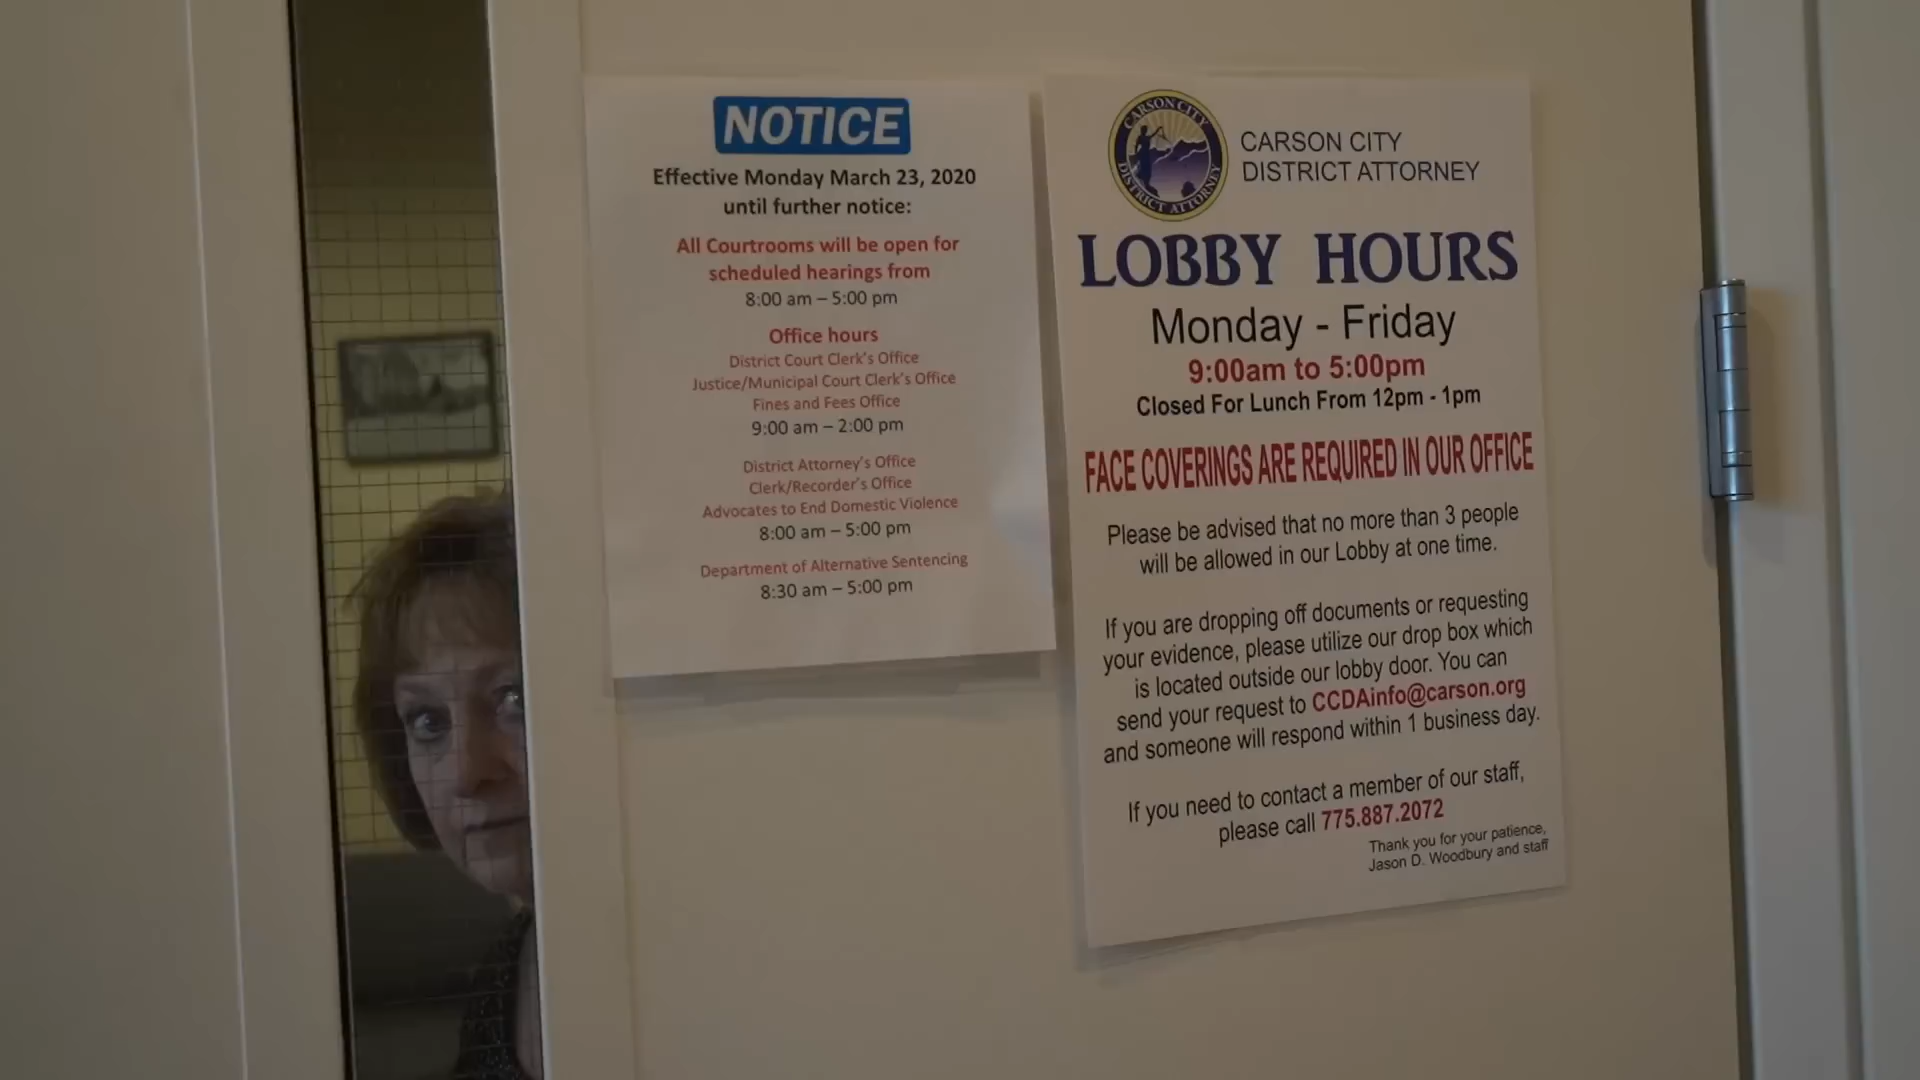 NOTICE
Effective Monday March 23, 2020
until further notice:
All Courtrooms will be open for
scheduled hearings from
8:00 am – 5:00 pm
Office hours
District Court Clerk's Office
Justice/Municipal Court Clerk's Office
Fines and Fees Office
9:00 am – 2:00 pm
District Attorney's Office
Clerk/Recorder's Office
Advocates to End Domestic Violence
8:00 am – 5:00 pm
Department of Alternative Sentencing
8:30 am – 5:00 pm
CARSON CITY
DISTRICT ATTORNEY
CARSON CITY
DISTRICT ATTORNEY
LOBBY HOURS
Monday - Friday
9:00am to 5:00pm
Closed For Lunch From 12pm - 1pm
FACE COVERINGS ARE REQUIRED IN OUR OFFICE
Please be advised that no more than 3 people
will be allowed in our Lobby at one time.
If you are dropping off documents or requesting
your evidence, please utilize our drop box which
is located outside our lobby door. You can
send your request to CCDAinfo@carson.org
and someone will respond within 1 business day.
If you need to contact a member of our staff,
please call 775.887.2072
Thank you for your patience,
Jason D. Woodbury and staff